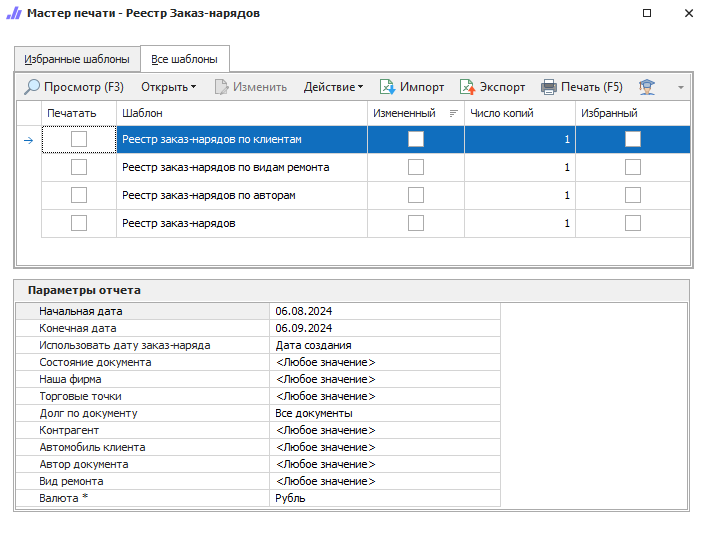 Мастер печати - Реестр Заказ-нарядов
Избранные шаблоны Все шаблоны
Просмотр (F3) Открыть Изменить Действие Импорт Экспорт Печать (F5)
Печатать Шаблон Измененный Число копий Избранный
Реестр заказ-нарядов по клиентам 1
Реестр заказ-нарядов по видам ремонта 1
Реестр заказ-нарядов по авторам 1
Реестр заказ-нарядов 1
Параметры отчета
Начальная дата 06.08.2024
Конечная дата 06.09.2024
Использовать дату заказ-наряда Дата создания
Состояние документа <Любое значение>
Наша фирма <Любое значение>
Торговые точки <Любое значение>
Долг по документу Все документы
Контрагент <Любое значение>
Автомобиль клиента <Любое значение>
Автор документа <Любое значение>
Вид ремонта <Любое значение>
Валюта * Рубль